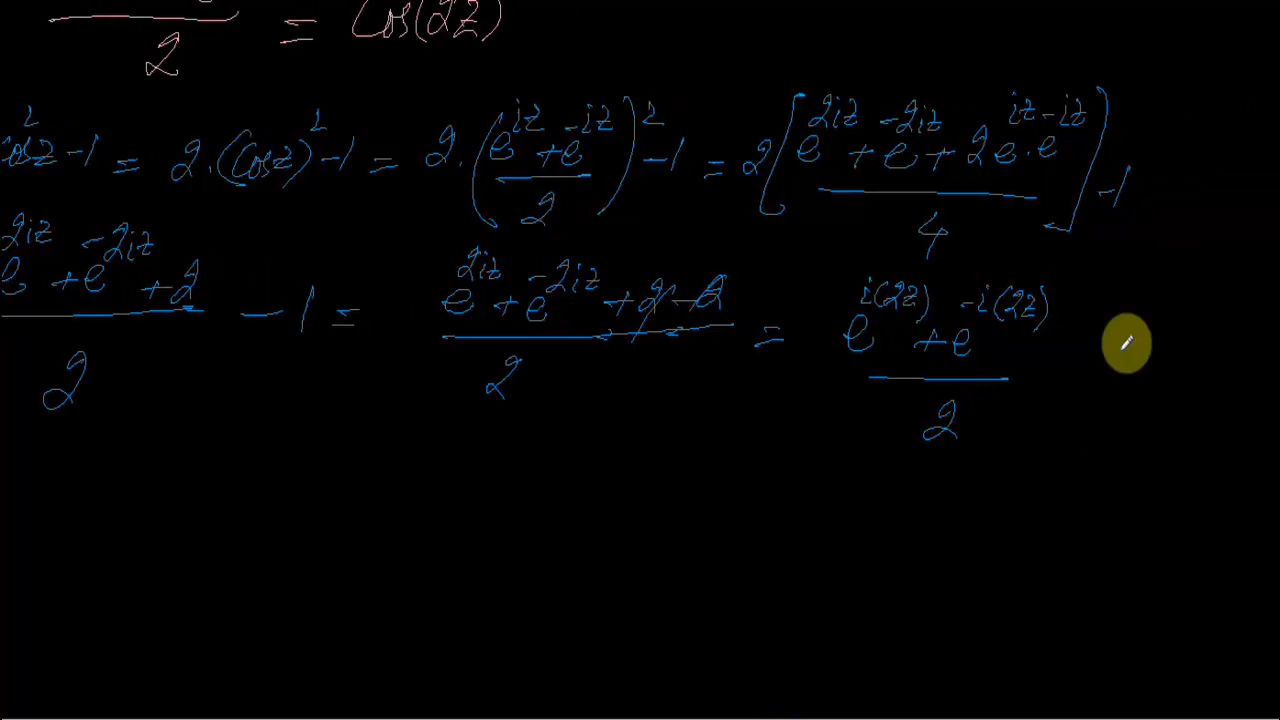 /2 = Cos(2z)
cos²z - 1 = 2.(Cosz)² - 1 = 2.((e^{iz} + e^{-iz})/2)² - 1 = 2[(e^{2iz} + e^{-2iz} + 2e^{iz}.e^{-iz})/4] - 1
(e^{2iz} + e^{-2iz} + 2)/2 - 1 = (e^{2iz} + e^{-2iz} + 2 - 2)/2 = (e^{i(2z)} + e^{-i(2z)})/2